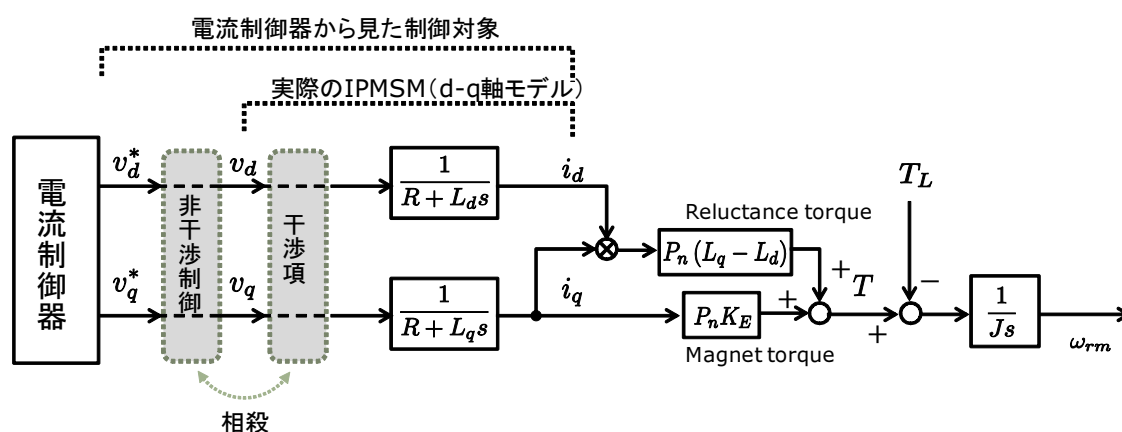 電流制御器から見た制御対象
実際のIPMSM(d-q軸モデル)
電流制御器
v_d^*
v_q^*
非干渉制御
v_d
v_q
干渉項
1/(R + L_d s)
1/(R + L_q s)
i_d
i_q
Reluctance torque
P_n (L_q − L_d)
P_n K_E
Magnet torque
+
+
T
+
T_L
−
1/(Js)
ω_{rm}
相殺